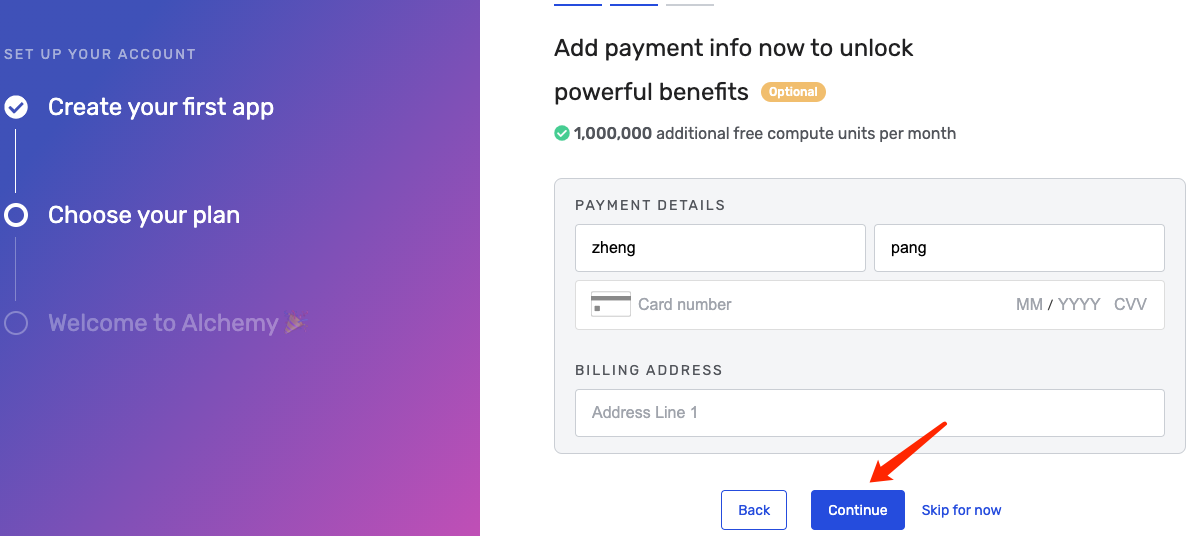 SET UP YOUR ACCOUNT
Create your first app
Choose your plan
Welcome to Alchemy 🎉
Add payment info now to unlock
powerful benefits Optional
1,000,000 additional free compute units per month
PAYMENT DETAILS
zheng pang
Card number MM / YYYY CVV
BILLING ADDRESS
Address Line 1
Back Continue Skip for now